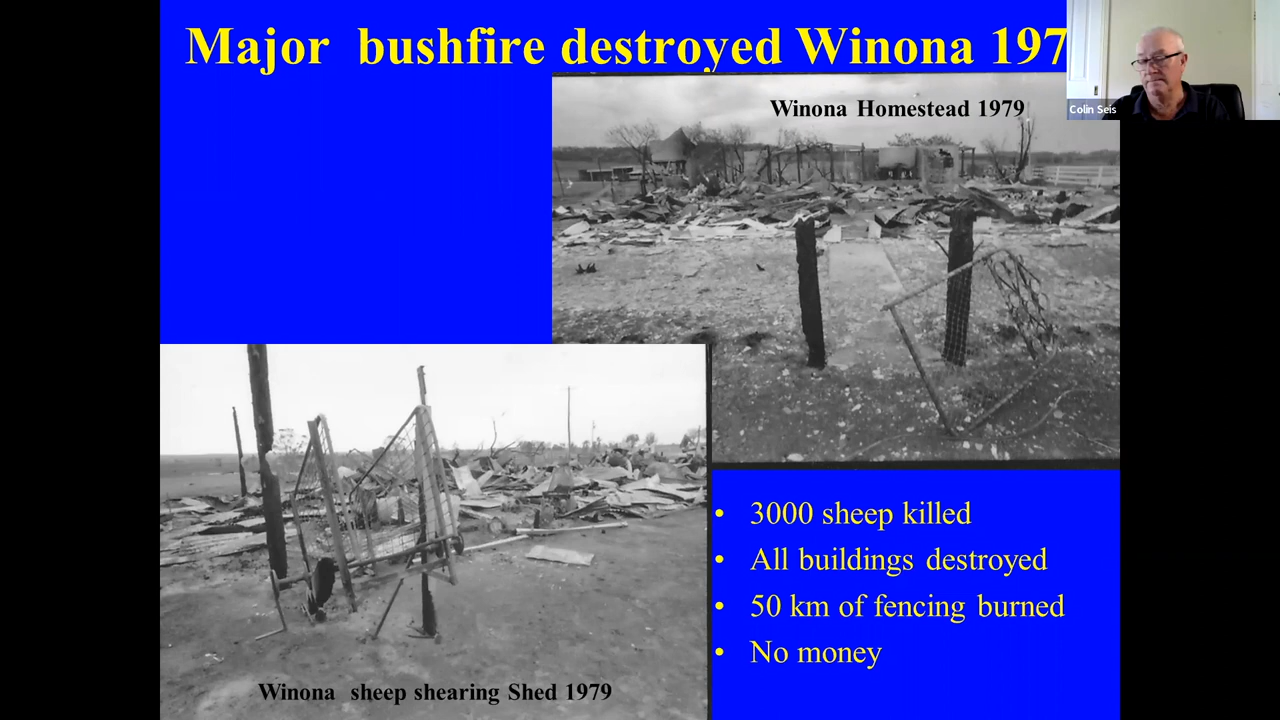 Major bushfire destroyed Winona 197
Colin Seis
Winona Homestead 1979
Winona sheep shearing Shed 1979
• 3000 sheep killed
• All buildings destroyed
• 50 km of fencing burned
• No money